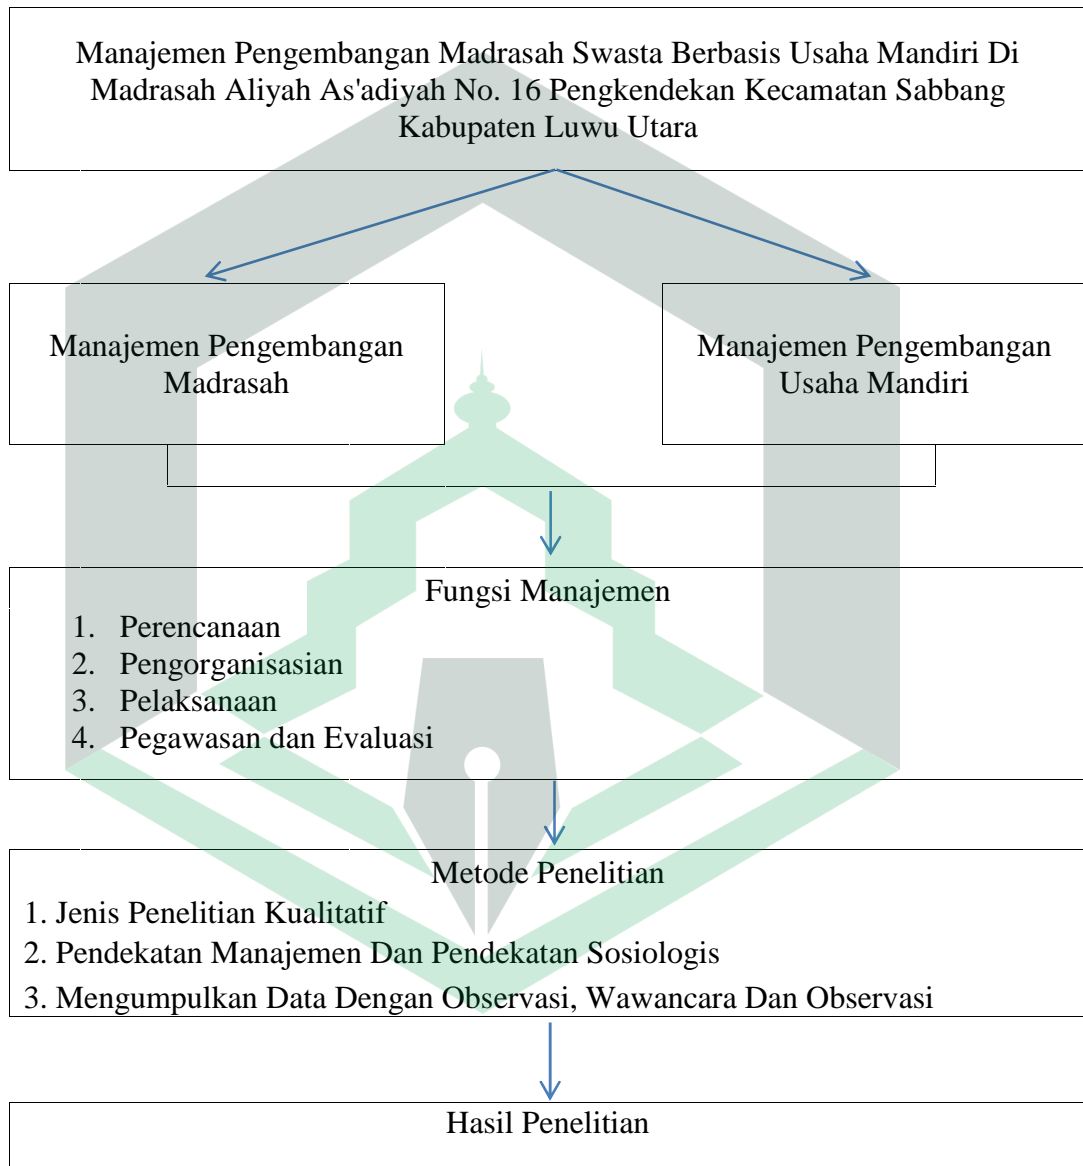 Manajemen Pengembangan Madrasah Swasta Berbasis Usaha Mandiri Di
Madrasah Aliyah As'adiyah No. 16 Pengkendekan Kecamatan Sabbang
Kabupaten Luwu Utara
Manajemen Pengembangan
Madrasah
Manajemen Pengembangan
Usaha Mandiri
Fungsi Manajemen
1. Perencanaan
2. Pengorganisasian
3. Pelaksanaan
4. Pegawasan dan Evaluasi
Metode Penelitian
1. Jenis Penelitian Kualitatif
2. Pendekatan Manajemen Dan Pendekatan Sosiologis
3. Mengumpulkan Data Dengan Observasi, Wawancara Dan Observasi
Hasil Penelitian